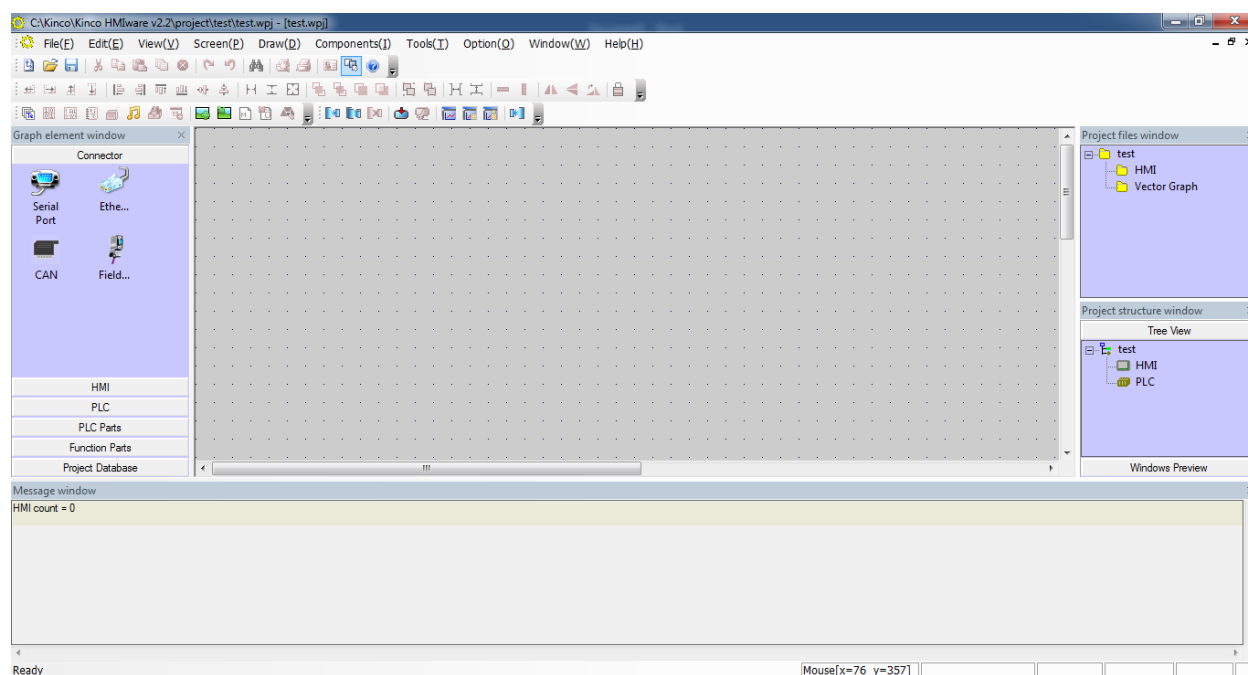 C:\Kinco\Kinco HMIware v2.2\project\test\test.wpj - [test.wpj]
File(F) Edit(E) View(V) Screen(P) Draw(D) Components(I) Tools(T) Option(O) Window(W) Help(H)
Graph element window
Connector
Serial Port
Ethe...
CAN
Field...
HMI
PLC
PLC Parts
Function Parts
Project Database
Project files window
test
HMI
Vector Graph
Project structure window
Tree View
test
HMI
PLC
Windows Preview
Message window
HMI count = 0
Ready
Mouse[x=76 y=357]